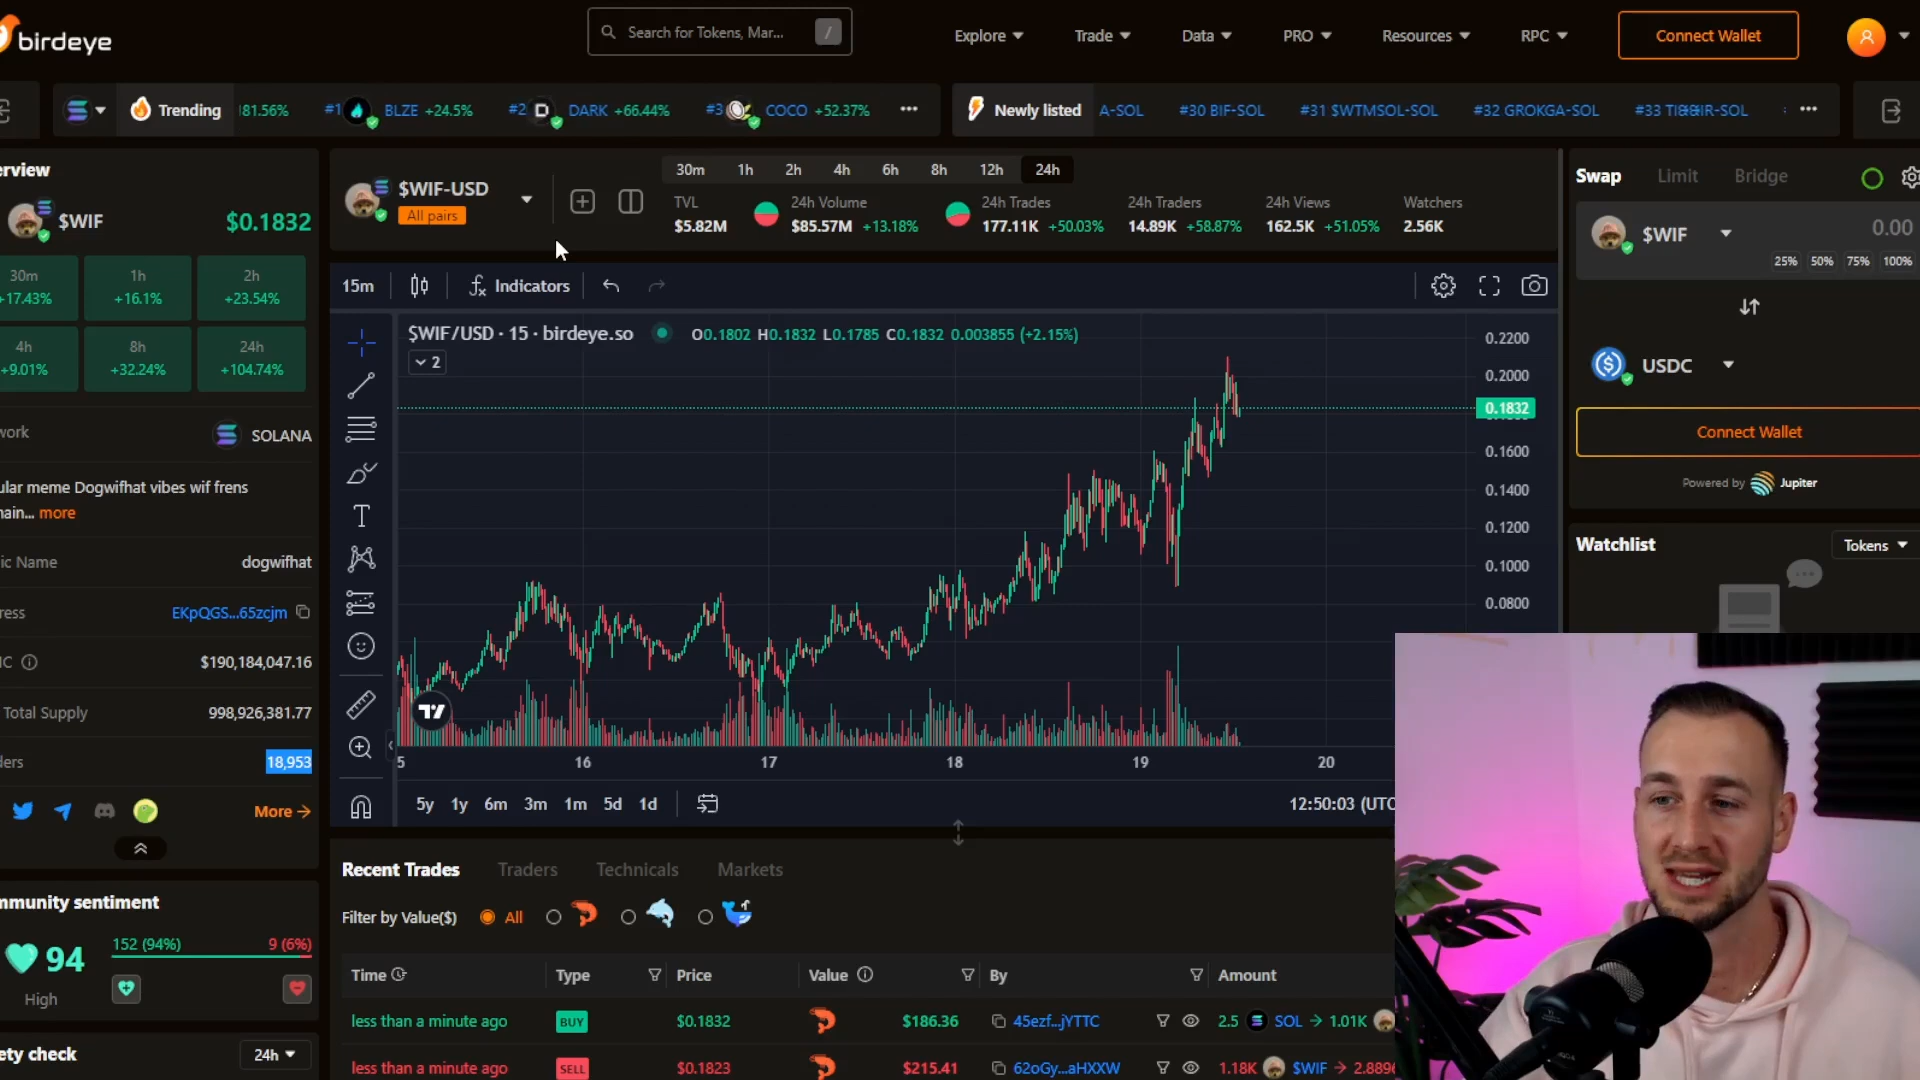 birdeye
Search for Tokens, Mar... /
Explore
Trade
Data
PRO
Resources
RPC
Connect Wallet
Trending
81.56%
#1 BLZE +24.5%
#2 DARK +66.44%
#3 COCO +52.37%
Newly listed
A-SOL
#30 BIF-SOL
#31 $WTMSOL-SOL
#32 GROKGA-SOL
erview
$WIF $0.1832
30m 1h 2h
+17.43% +16.1% +23.54%
4h 8h 24h
+9.01% +32.24% +104.74%
work SOLANA
ular meme Dogwifhat vibes wif frens
hain... more
ic Name dogwifhat
ress EKpQGS...65zcjm
C $190,184,047.16
Total Supply 998,926,381.77
ders 18,953
More
mmunity sentiment
94
High
152 (94%) 9 (6%)
ety check 24h
$WIF-USD
All pairs
30m 1h 2h 4h 6h 8h 12h 24h
TVL
$5.82M
24h Volume
$85.57M +13.18%
24h Trades
177.11K +50.03%
24h Traders
14.89K +58.87%
24h Views
162.5K +51.05%
Watchers
2.56K
15m Indicators
$WIF/USD · 15 · birdeye.so O0.1802 H0.1832 L0.1785 C0.1832 0.003855 (+2.15%)
2
0.2200
0.2000
0.1832
0.1600
0.1400
0.1200
0.1000
0.0800
5 16 17 18 19 20
5y 1y 6m 3m 1m 5d 1d
12:50:03 (UTC
Recent Trades Traders Technicals Markets
Filter by Value($) All
Time Type Price Value By Amount
less than a minute ago BUY $0.1832 $186.36 45ezf...jYTTC 2.5 SOL → 1.01K
less than a minute ago SELL $0.1823 $215.41 62oGy...aHXXW 1.18K $WIF → 2.8896
Swap Limit Bridge
$WIF 0.00
25% 50% 75% 100%
USDC
Connect Wallet
Powered by Jupiter
Watchlist Tokens